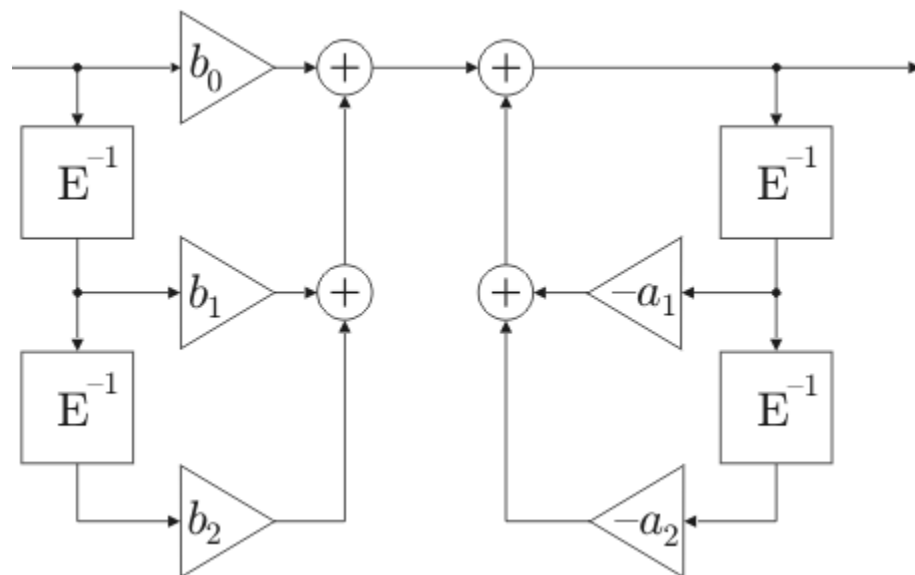 b₀ + +
E⁻¹ E⁻¹
b₁ + + −a₁
E⁻¹ E⁻¹
b₂ −a₂